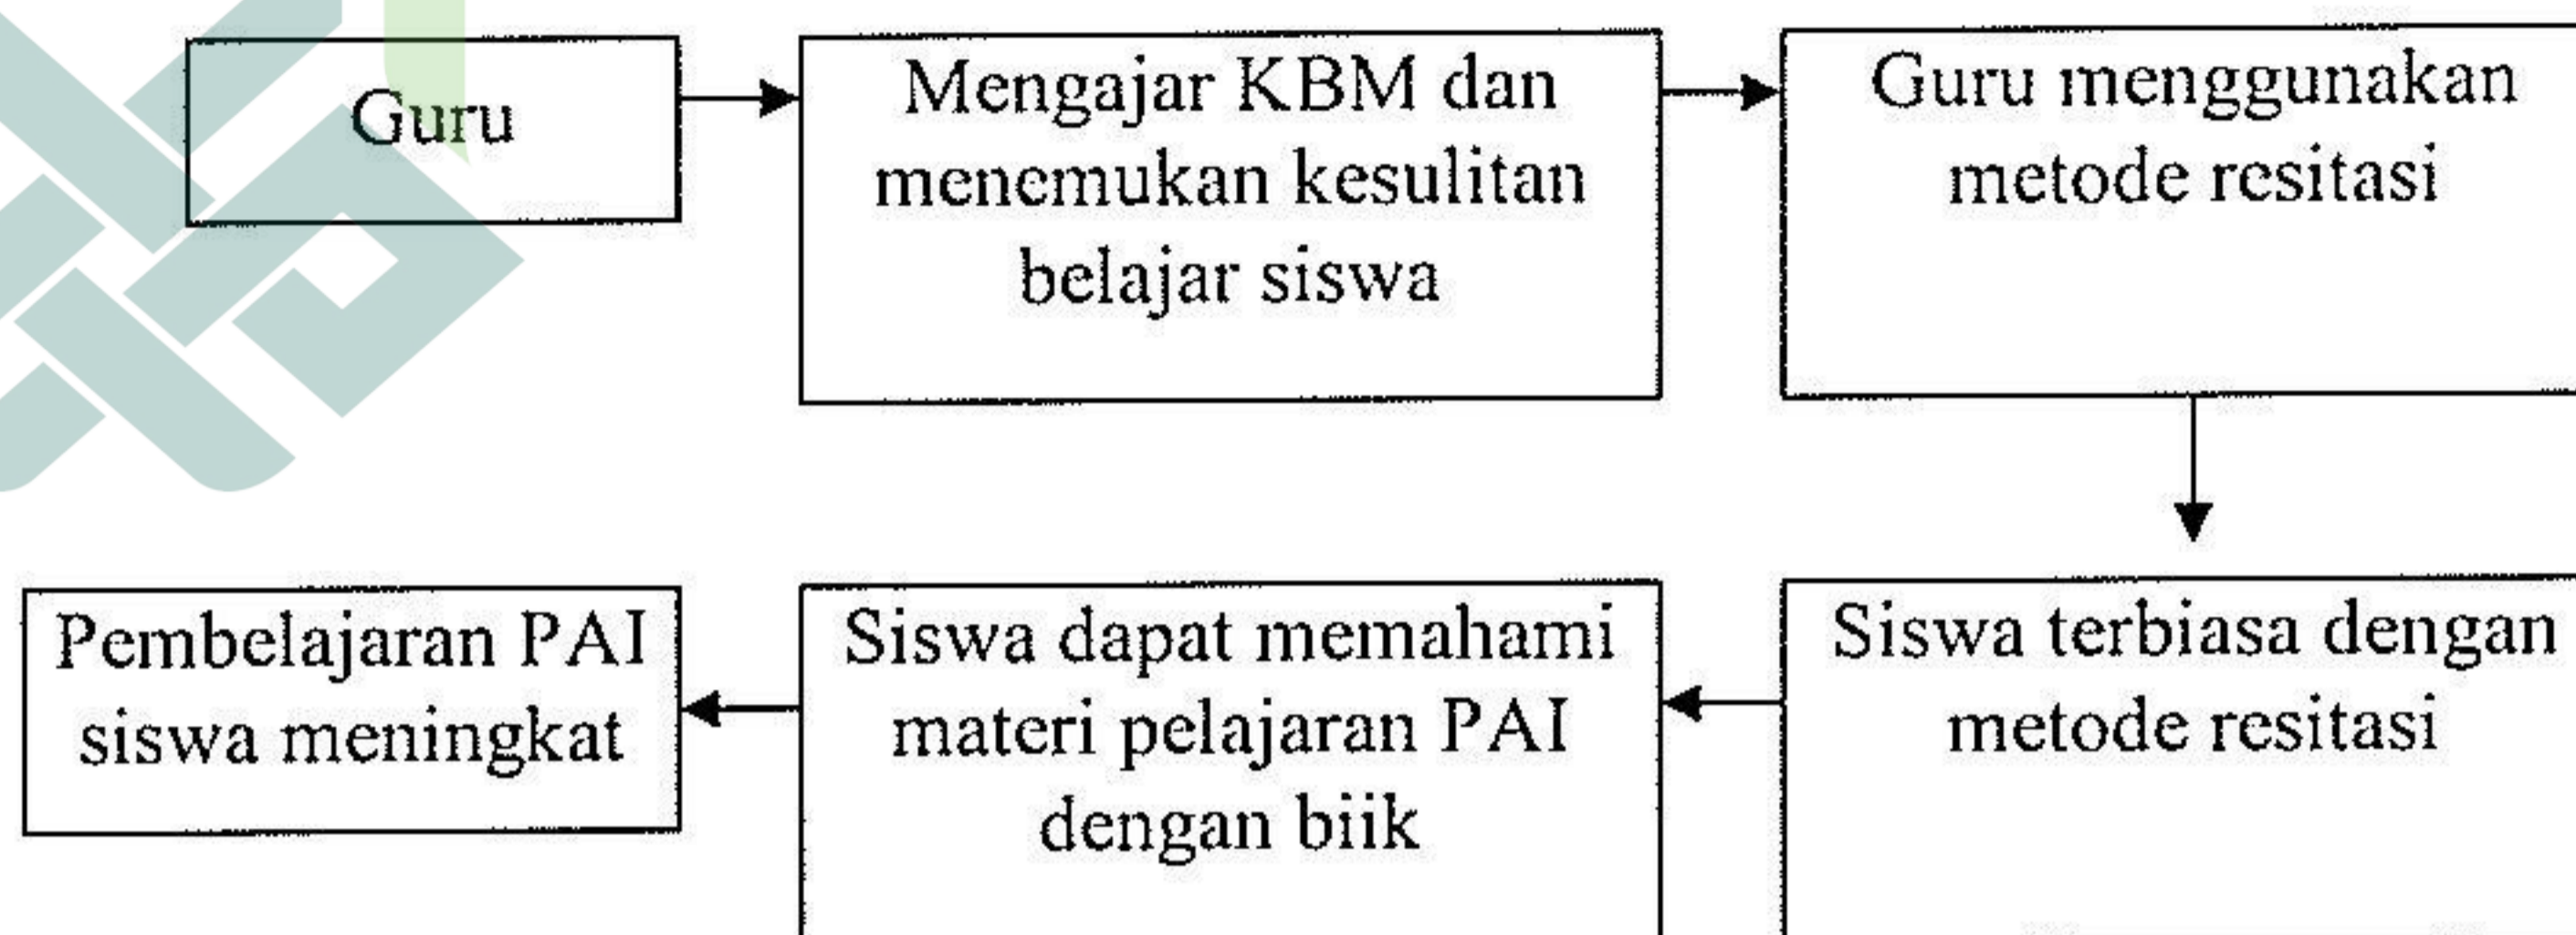 Guru
Mengajar KBM dan
menemukan kesulitan
belajar siswa
Guru menggunakan
metode resitasi
Siswa terbiasa dengan
metode resitasi
Siswa dapat memahami
materi pelajaran PAI
dengan biik
Pembelajaran PAI
siswa meningkat